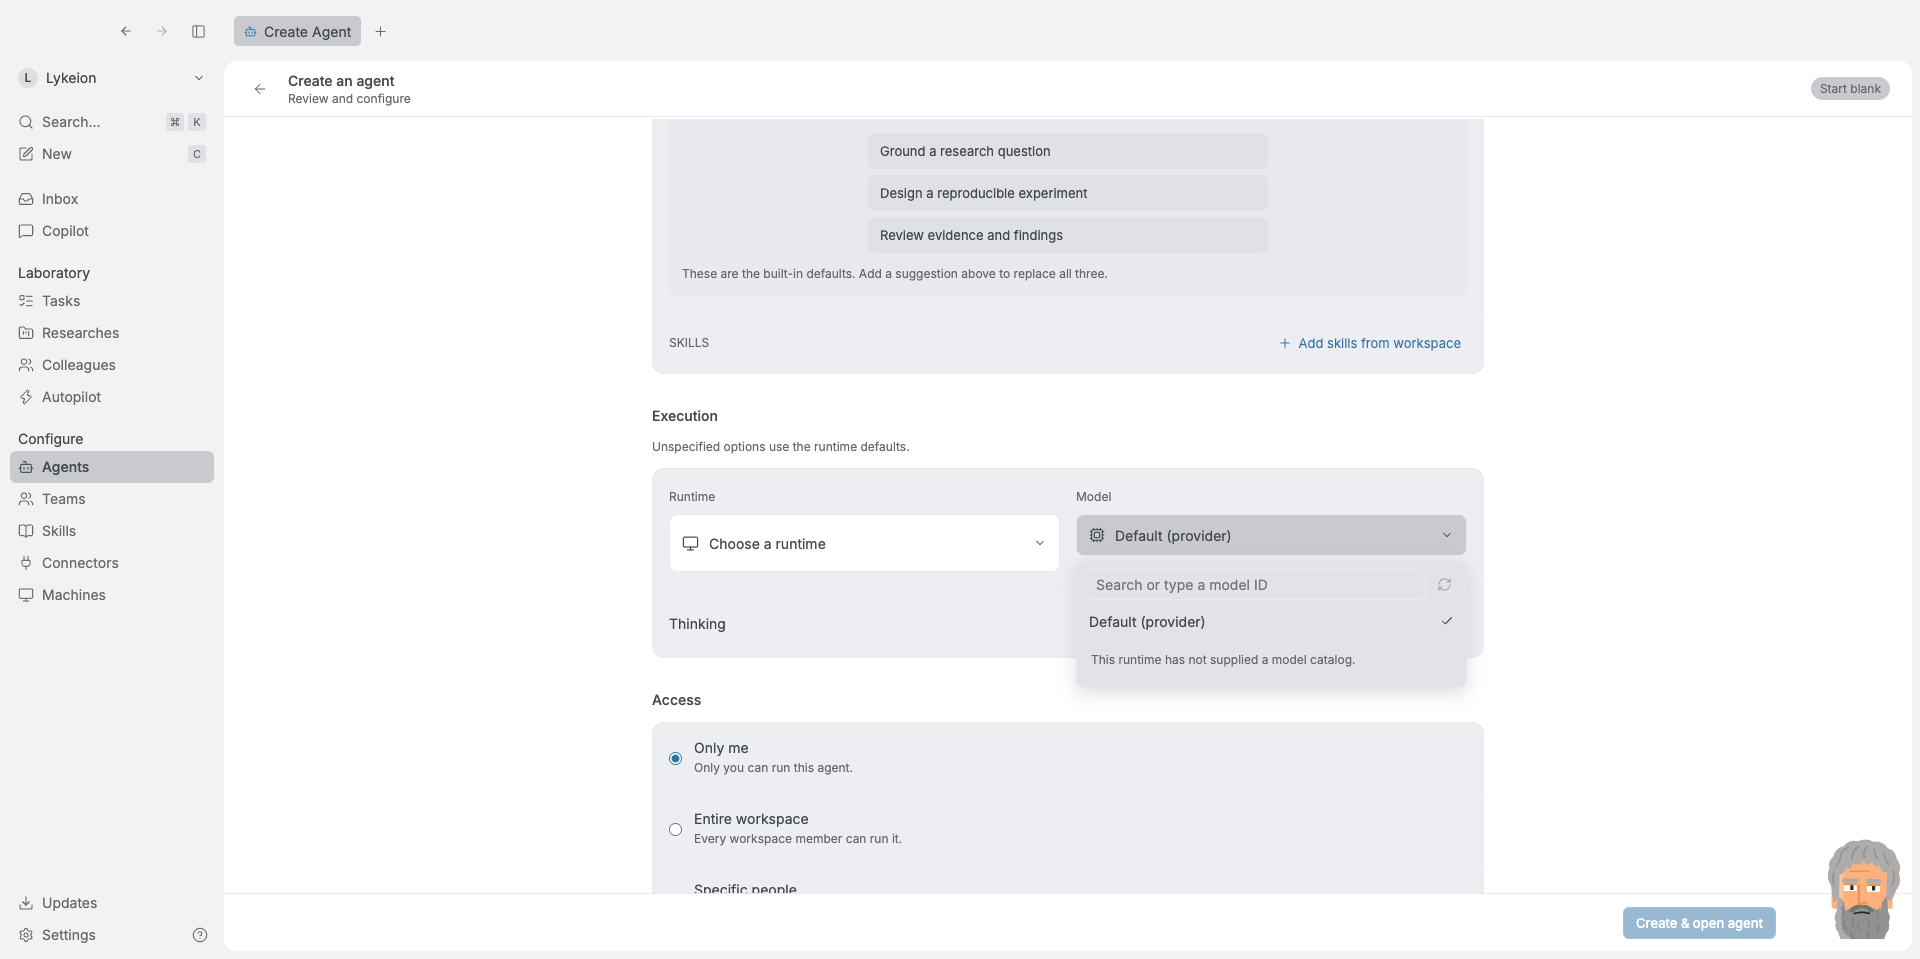 Create Agent
L Lykeion
Search... ⌘ K
New C
Inbox
Copilot
Laboratory
Tasks
Researches
Colleagues
Autopilot
Configure
Agents
Teams
Skills
Connectors
Machines
Updates
Settings
Create an agent
Review and configure
Start blank
Ground a research question
Design a reproducible experiment
Review evidence and findings
These are the built-in defaults. Add a suggestion above to replace all three.
SKILLS
Add skills from workspace
Execution
Unspecified options use the runtime defaults.
Runtime
Model
Choose a runtime
Default (provider)
Search or type a model ID
Default (provider)
This runtime has not supplied a model catalog.
Thinking
Access
Only me
Only you can run this agent.
Entire workspace
Every workspace member can run it.
Specific people
Create & open agent